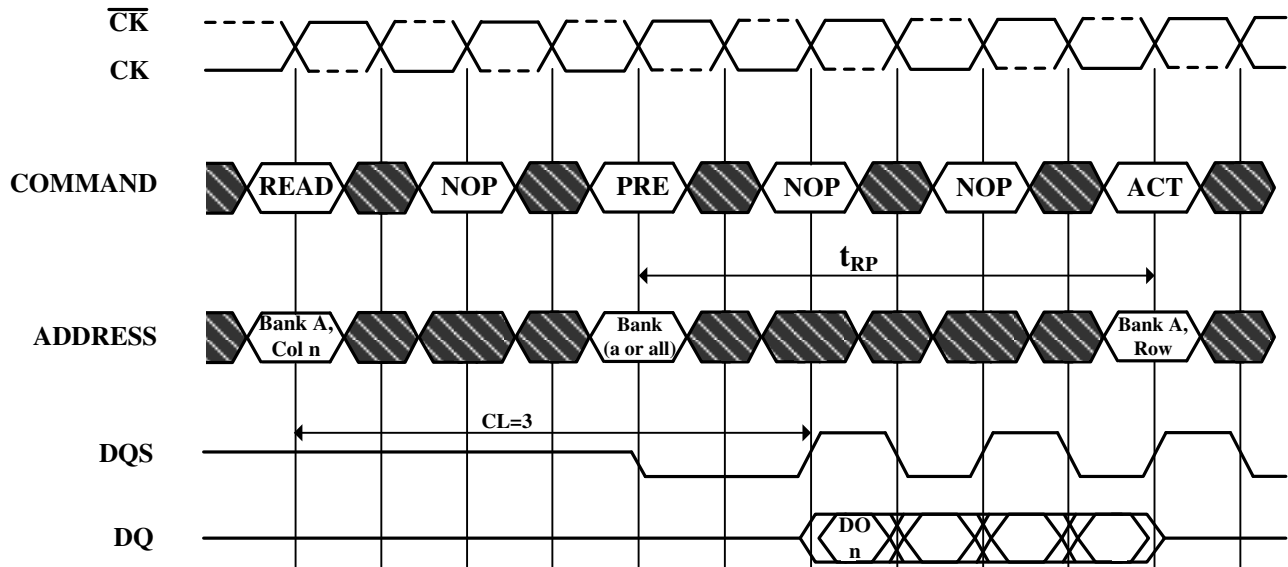 CK
CK
COMMAND
READ
NOP
PRE
NOP
NOP
ACT
tRP
ADDRESS
Bank A,
Col n
Bank
(a or all)
Bank A,
Row
CL=3
DQS
DQ
DO
n